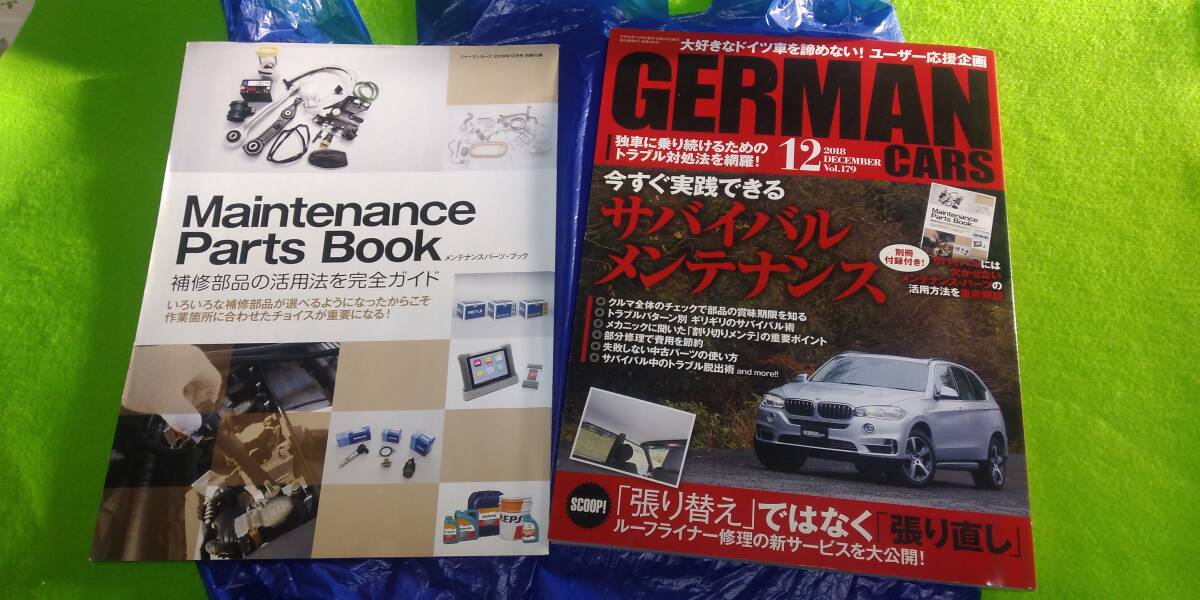 ジャーマンカーズ 2018年12月号 別冊付録
Maintenance
Parts Book メンテナンスパーツ・ブック
補修部品の活用法を完全ガイド
いろいろな補修部品が選べるようになったからこそ
作業箇所に合わせたチョイスが重要になる!
大好きなドイツ車を諦めない! ユーザー応援企画
GERMAN
CARS
独車に乗り続けるための
トラブル対処法を網羅!
12 2018
DECEMBER
Vol.179
今すぐ実践できる
サバイバル
メンテナンス
Maintenance
Parts Book
別冊
付録付き!
には
欠かせない
メンテナンス・パーツの
活用方法を徹底解説
◎ クルマ全体のチェックで部品の賞味期限を知る
◎ トラブルパターン別 ギリギリのサバイバル術
◎ メカニックに聞いた「割り切りメンテ」の重要ポイント
◎ 部分修理で費用を節約
◎ 失敗しない中古パーツの使い方
◎ サバイバル中のトラブル脱出術 and more!!
GERMAN
SCOOP!
「張り替え」ではなく「張り直し」
ルーフライナー修理の新サービスを大公開!